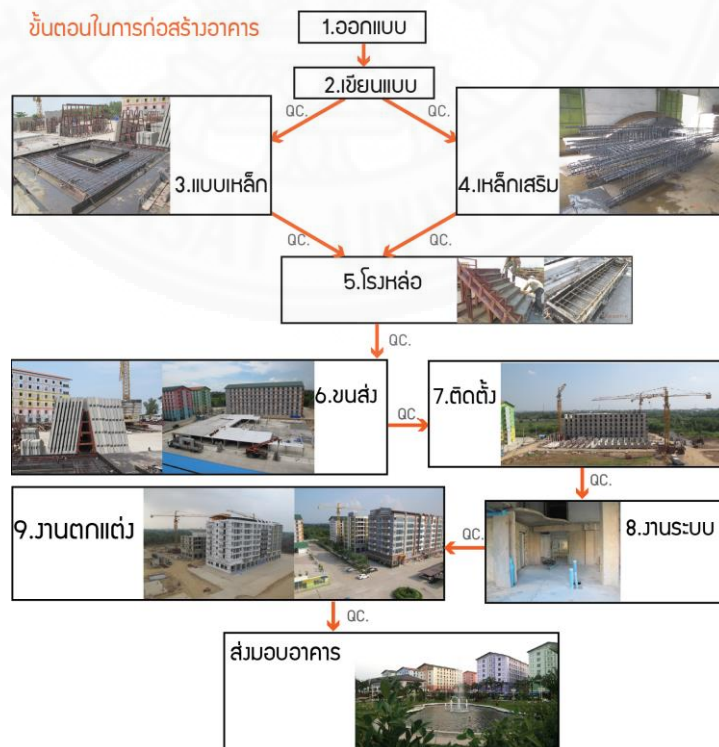 ขั้นตอนในการก่อสร้างอาคาร
1.ออกแบบ
2.เขียนแบบ
QC.
QC.
3.แบบเหล็ก
4.เหล็กเสริม
QC.
QC.
5.โรงหล่อ
QC.
6.ขนส่ง
QC.
7.ติดตั้ง
QC.
8.งานระบบ
QC.
9.งานตกแต่ง
QC.
ส่งมอบอาคาร